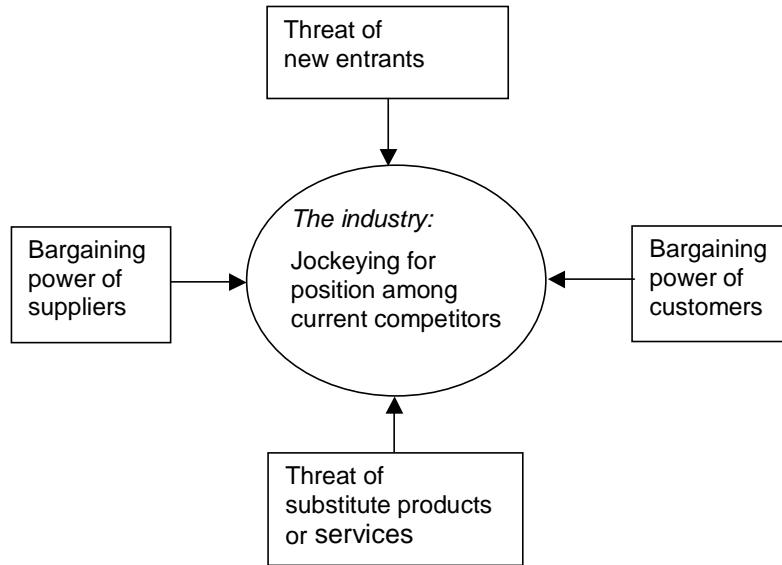 Threat of
new entrants
The industry:
Jockeying for
position among
current competitors
Bargaining
power of
suppliers
Bargaining
power of
customers
Threat of
substitute products
or services